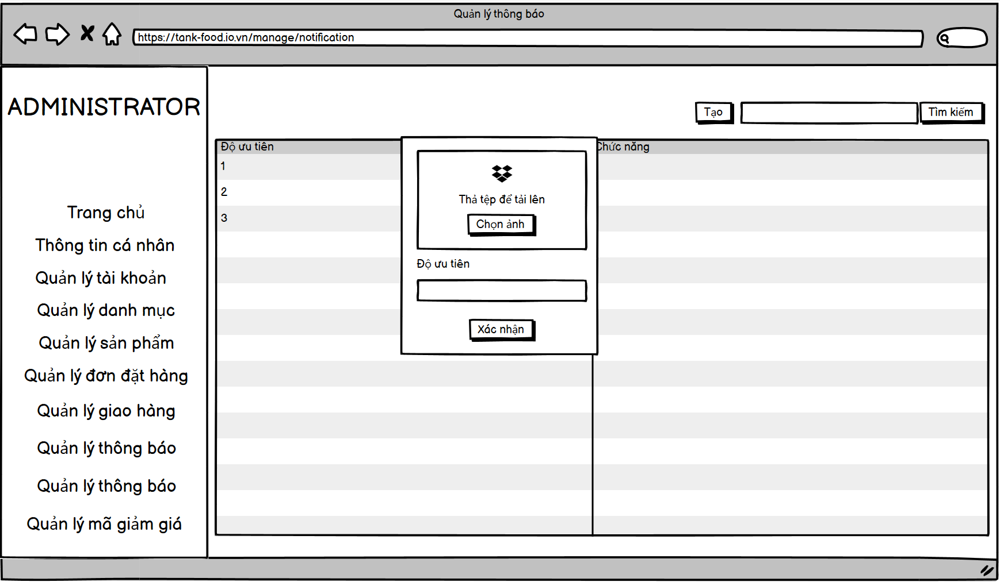 Quản lý thông báo
https://tank-food.io.vn/manage/notification
ADMINISTRATOR
Trang chủ
Thông tin cá nhân
Quản lý tài khoản
Quản lý danh mục
Quản lý sản phẩm
Quản lý đơn đặt hàng
Quản lý giao hàng
Quản lý thông báo
Quản lý thông báo
Quản lý mã giảm giá
Tạo
Tìm kiếm
Độ ưu tiên
Chức năng
1
2
3
Thả tệp để tải lên
Chọn ảnh
Độ ưu tiên
Xác nhận